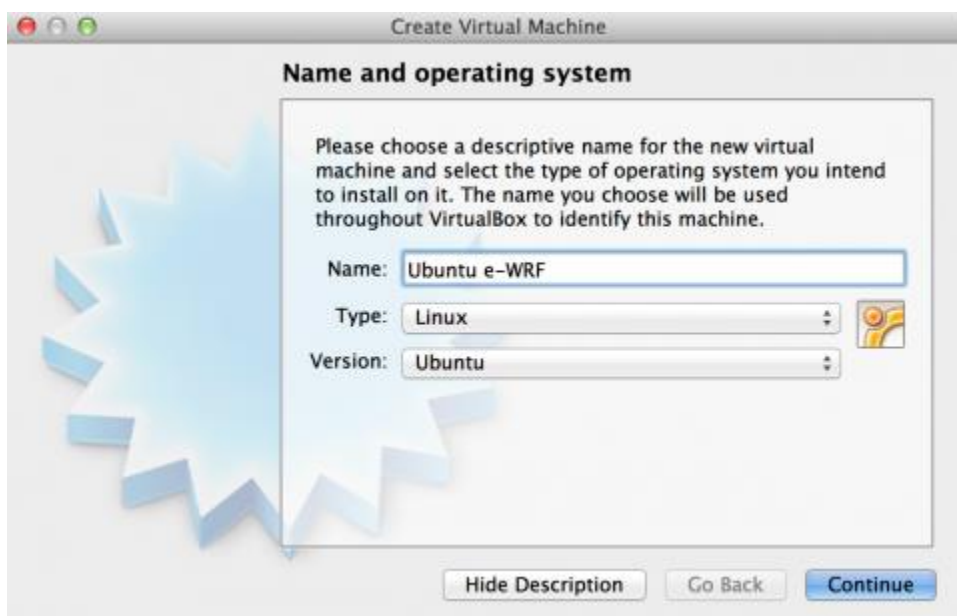 Create Virtual Machine
Name and operating system
Please choose a descriptive name for the new virtual
machine and select the type of operating system you intend
to install on it. The name you choose will be used
throughout VirtualBox to identify this machine.
Name: Ubuntu e-WRF
Type: Linux
Version: Ubuntu
Hide Description Go Back Continue